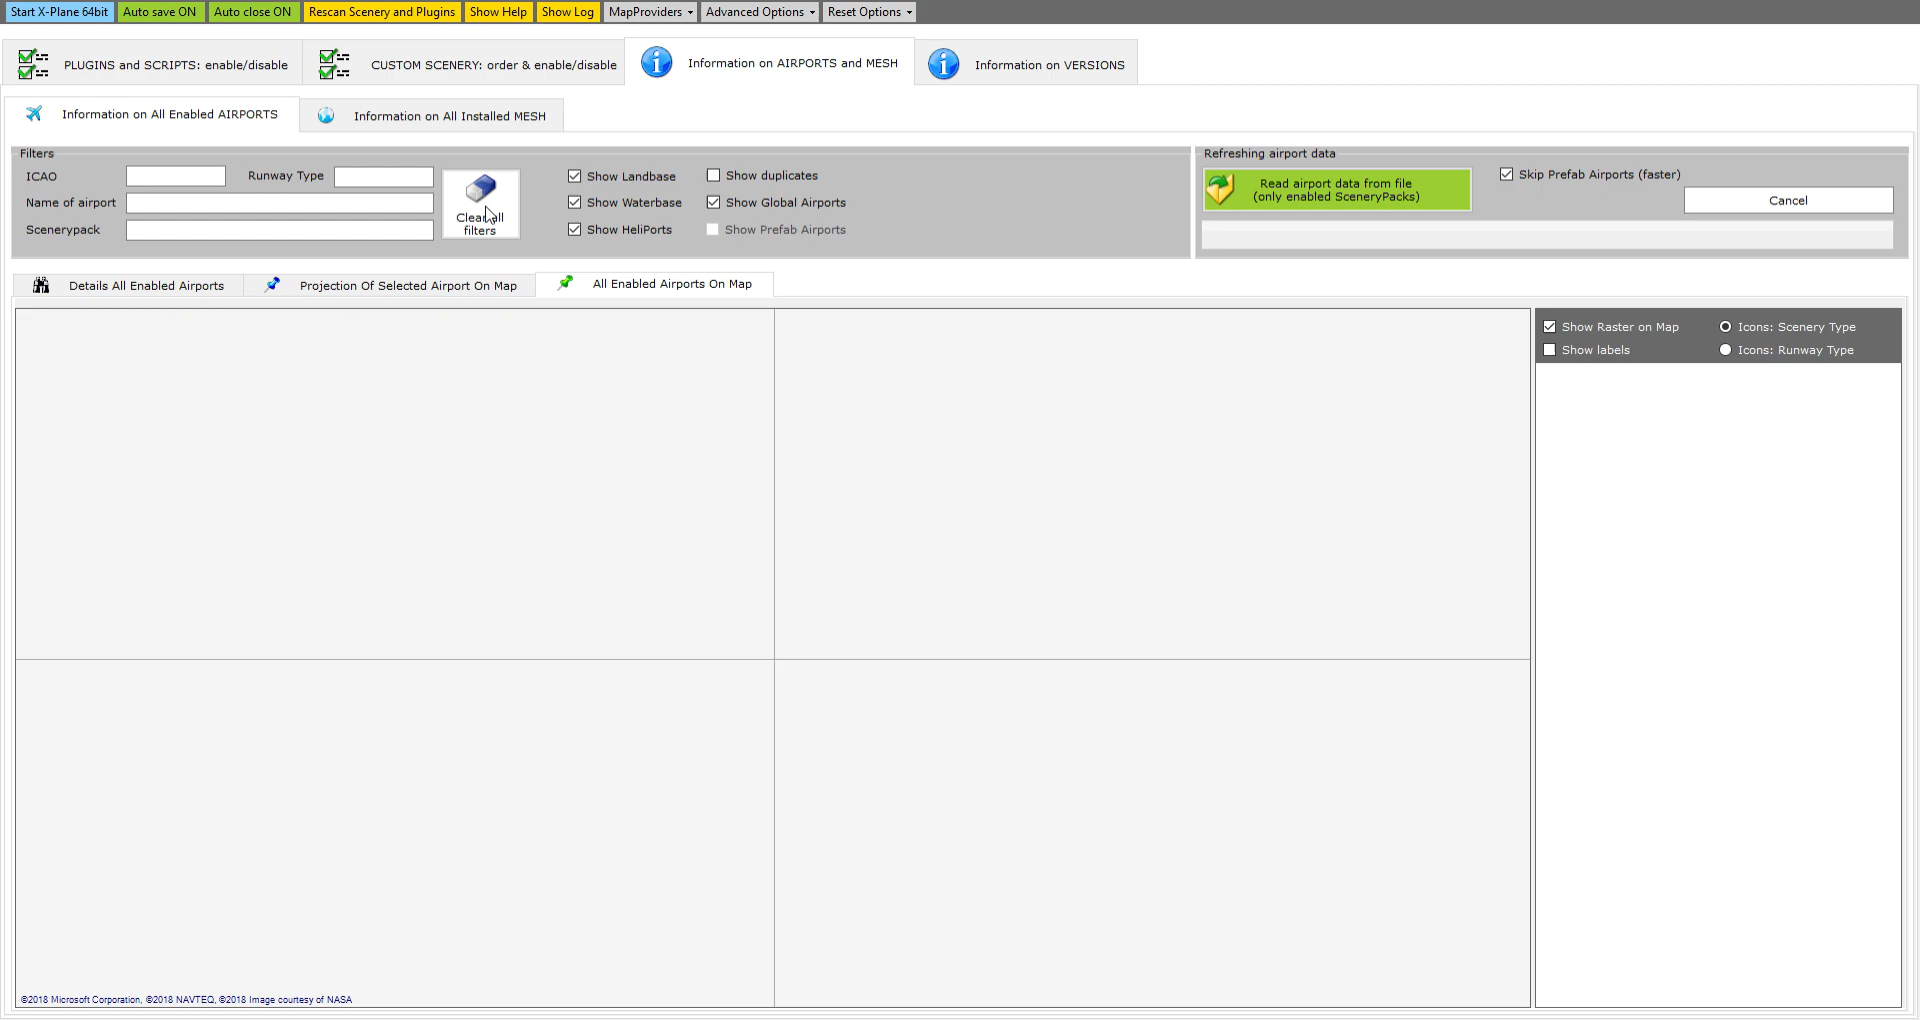 Start X-Plane 64bit Auto save ON Auto close ON Rescan Scenery and Plugins Show Help Show Log MapProviders Advanced Options Reset Options
PLUGINS and SCRIPTS: enable/disable CUSTOM SCENERY: order & enable/disable Information on AIRPORTS and MESH Information on VERSIONS
Information on All Enabled AIRPORTS Information on All Installed MESH
Filters
ICAO Runway Type
Name of airport
Scenerypack
Clear all
filters
Show Landbase Show duplicates
Show Waterbase Show Global Airports
Show HeliPorts Show Prefab Airports
Refreshing airport data
Read airport data from file
(only enabled SceneryPacks)
Skip Prefab Airports (faster)
Cancel
Details All Enabled Airports Projection Of Selected Airport On Map All Enabled Airports On Map
Show Raster on Map Icons: Scenery Type
Show labels Icons: Runway Type
©2018 Microsoft Corporation, ©2018 NAVTEQ, ©2018 Image courtesy of NASA